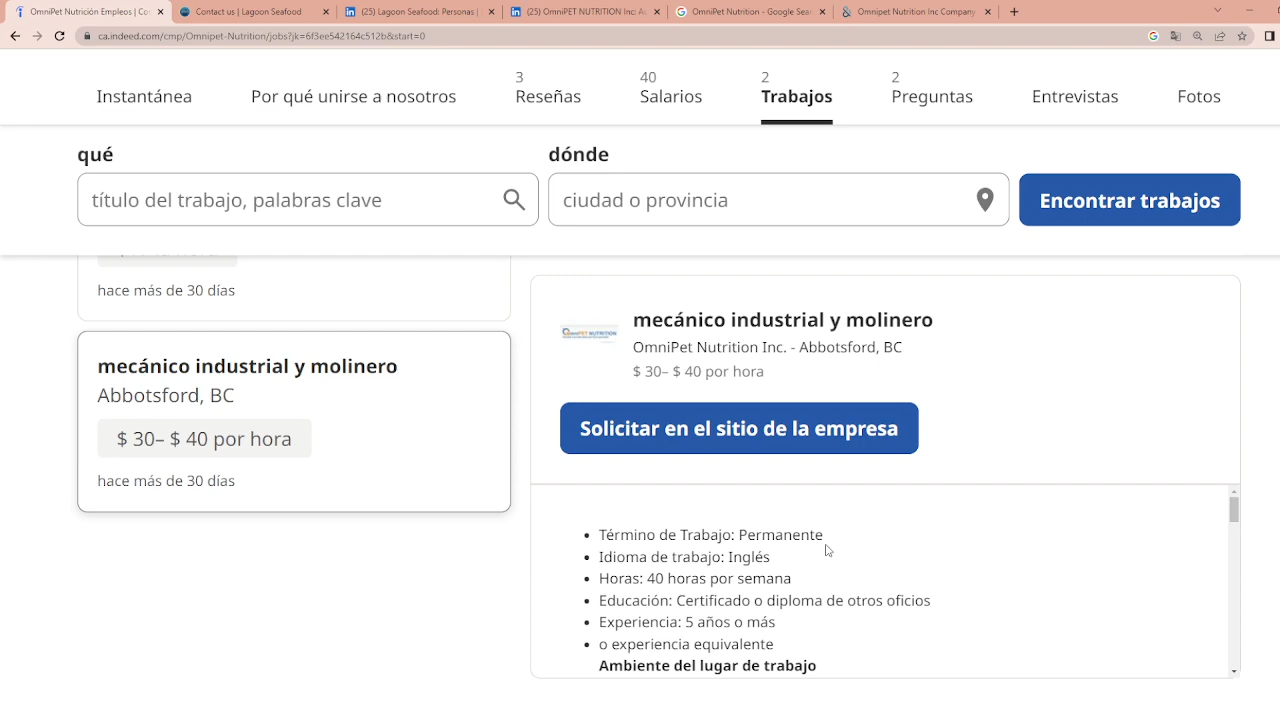 OmniPet Nutrición Empleos | Co
Contact us | Lagoon Seafood
(25) Lagoon Seafood: Personas |
(25) OmniPET NUTRITION Inc: Ac
OmniPet Nutrition - Google Sear
Omnipet Nutrition Inc Company
ca.indeed.com/cmp/Omnipet-Nutrition/jobs?jk=6f3ee542164c512b&start=0
Instantánea
Por qué unirse a nosotros
3
Reseñas
40
Salarios
2
Trabajos
2
Preguntas
Entrevistas
Fotos
qué
dónde
título del trabajo, palabras clave
ciudad o provincia
Encontrar trabajos
hace más de 30 días
mecánico industrial y molinero
Abbotsford, BC
$ 30– $ 40 por hora
hace más de 30 días
OmniPET NUTRITION
mecánico industrial y molinero
OmniPet Nutrition Inc. - Abbotsford, BC
$ 30– $ 40 por hora
Solicitar en el sitio de la empresa
Término de Trabajo: Permanente
Idioma de trabajo: Inglés
Horas: 40 horas por semana
Educación: Certificado o diploma de otros oficios
Experiencia: 5 años o más
o experiencia equivalente
Ambiente del lugar de trabajo